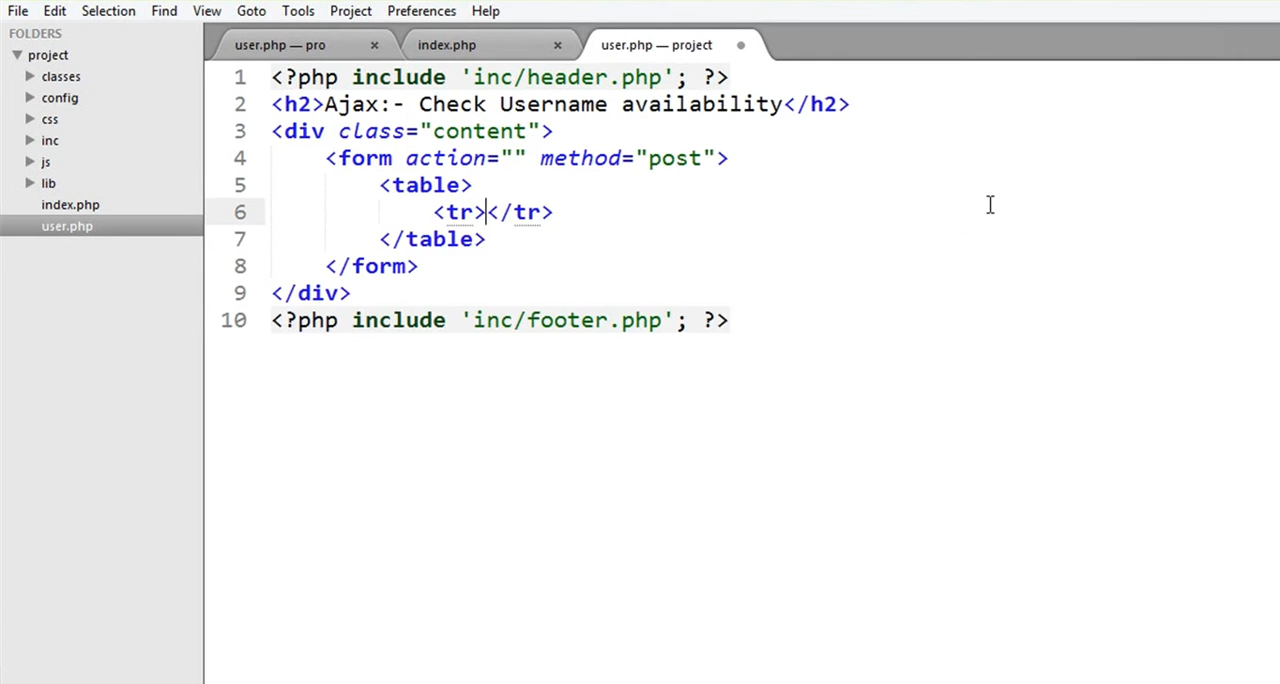 File Edit Selection Find View Goto Tools Project Preferences Help
FOLDERS
project
classes
config
css
inc
js
lib
index.php
user.php
user.php — pro × index.php × user.php — project
1 <?php include 'inc/header.php'; ?>
2 <h2>Ajax:- Check Username availability</h2>
3 <div class="content">
4 <form action="" method="post">
5 <table>
6 <tr></tr>
7 </table>
8 </form>
9 </div>
10 <?php include 'inc/footer.php'; ?>